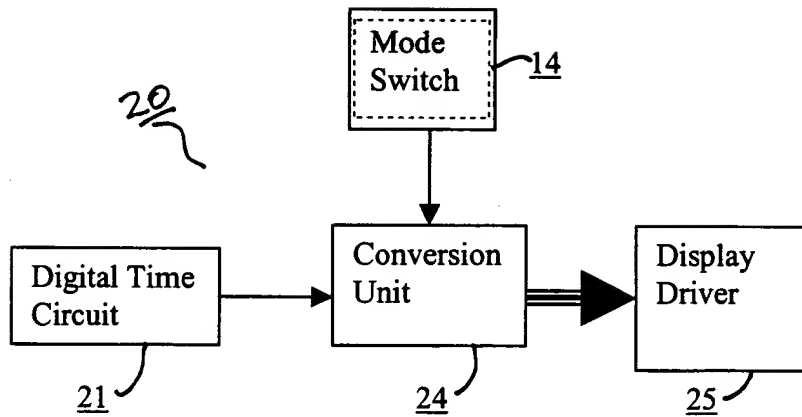 Mode
Switch
14
20
Digital Time
Circuit
21
Conversion
Unit
24
Display
Driver
25